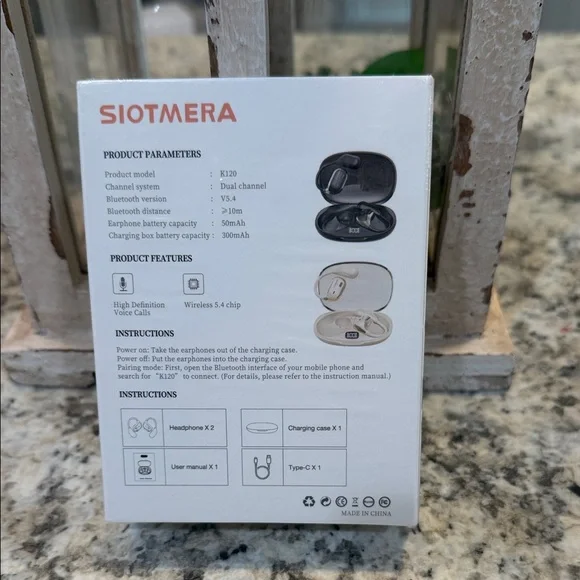 SIOTMERA
PRODUCT PARAMETERS
Product model : K120
Channel system : Dual channel
Bluetooth version : V5.4
Bluetooth distance : ⩾10m
Earphone battery capacity : 50mAh
Charging box battery capacity : 300mAh
PRODUCT FEATURES
High Definition
Voice Calls
Wireless 5.4 chip
INSTRUCTIONS
Power on: Take the earphones out of the charging case.
Power off: Put the earphones into the charging case.
Pairing mode: First, open the Bluetooth interface of your mobile phone and
search for “K120” to connect. (For details, please refer to the instruction manual.)
INSTRUCTIONS
Headphone X 2
Charging case X 1
User manual X 1
Type-C X 1
MADE IN CHINA